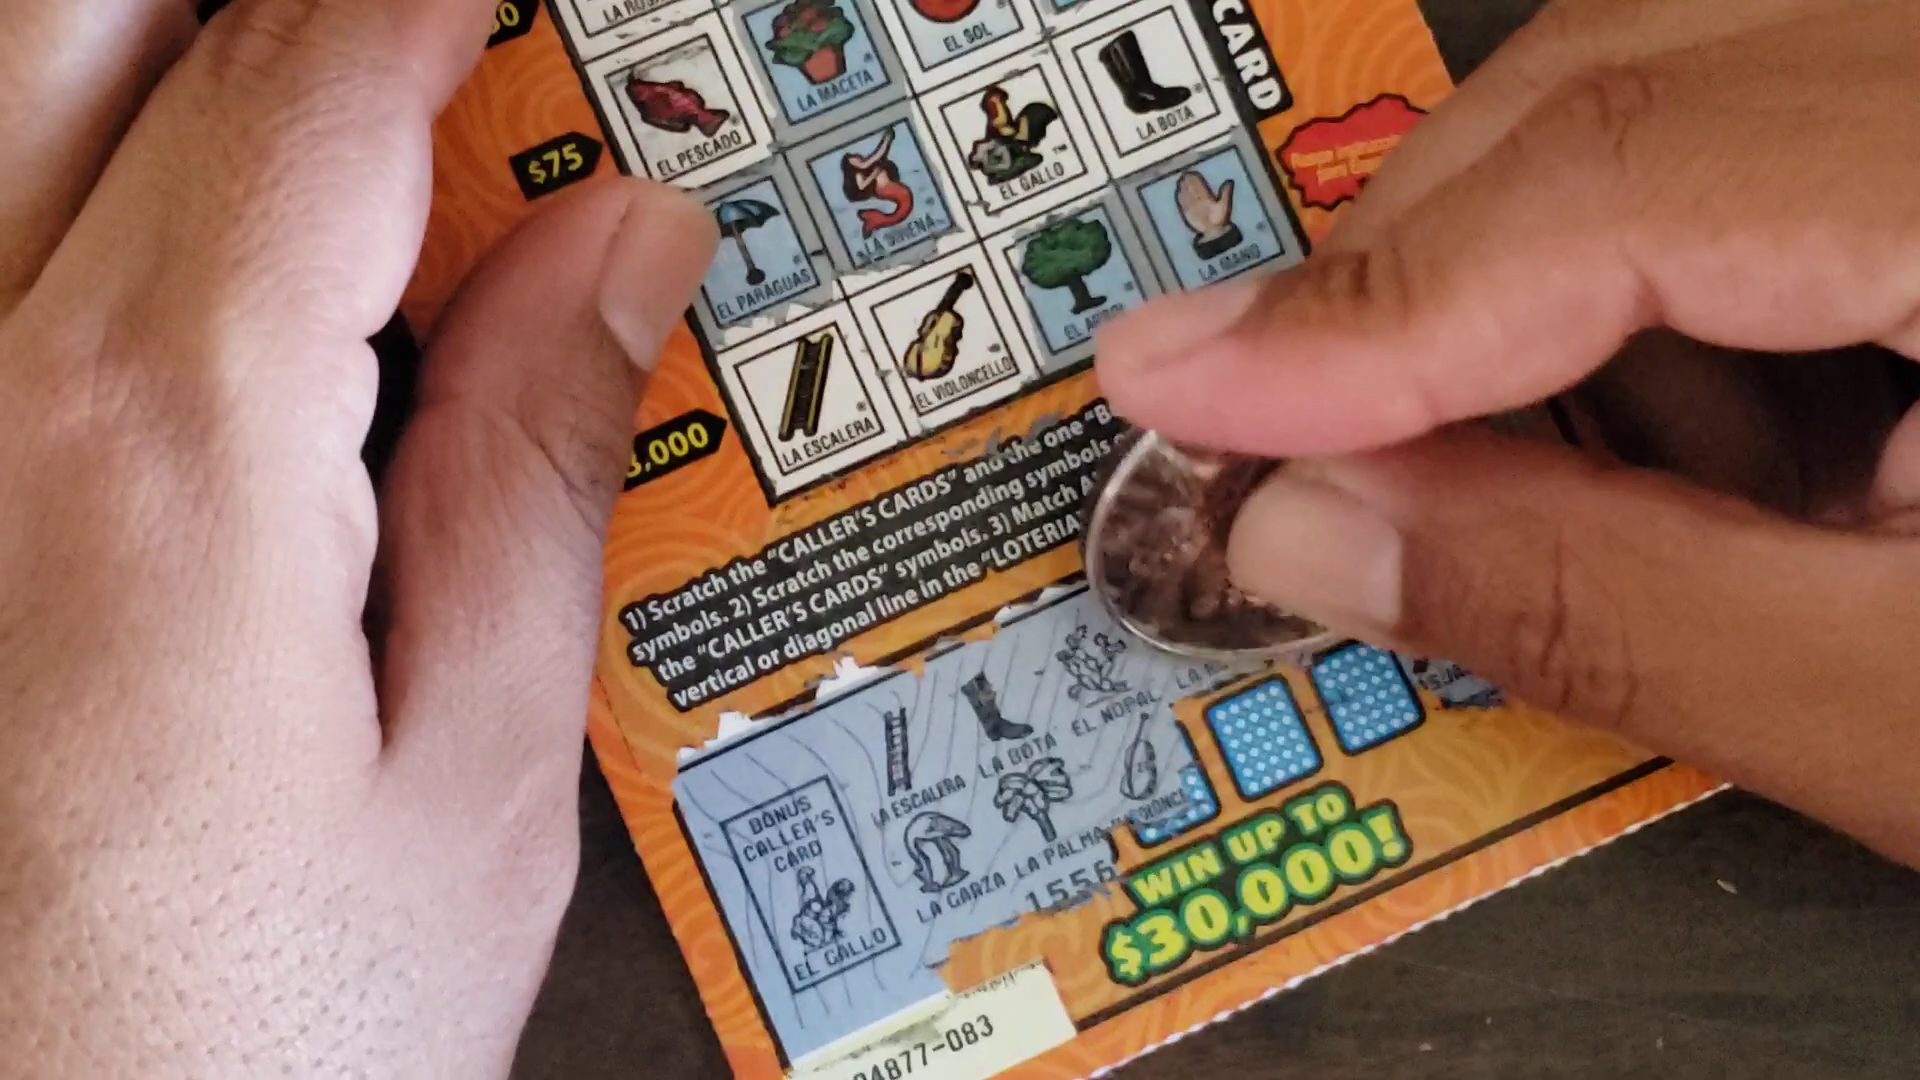 CARD
EL SOL
LA MACETA
LA BOTA
EL PESCADO
$75
EL GALLO
LA SIRENA
LA MANO
EL PARAGUAS
EL VIOLONCELLO
LA ESCALERA
1) Scratch the "CALLER'S CARDS" and the one
symbols. 2) Scratch the corresponding symbols
the "CALLER'S CARDS" symbols. 3) Match
vertical or diagonal line in the "LOTERIA
BONUS
CALLER'S
CARD
EL GALLO
LA ESCALERA
LA BOTA
EL NOPAL
LA GARZA
LA PALMA
1556
WIN UP TO
$30,000!
4877-083